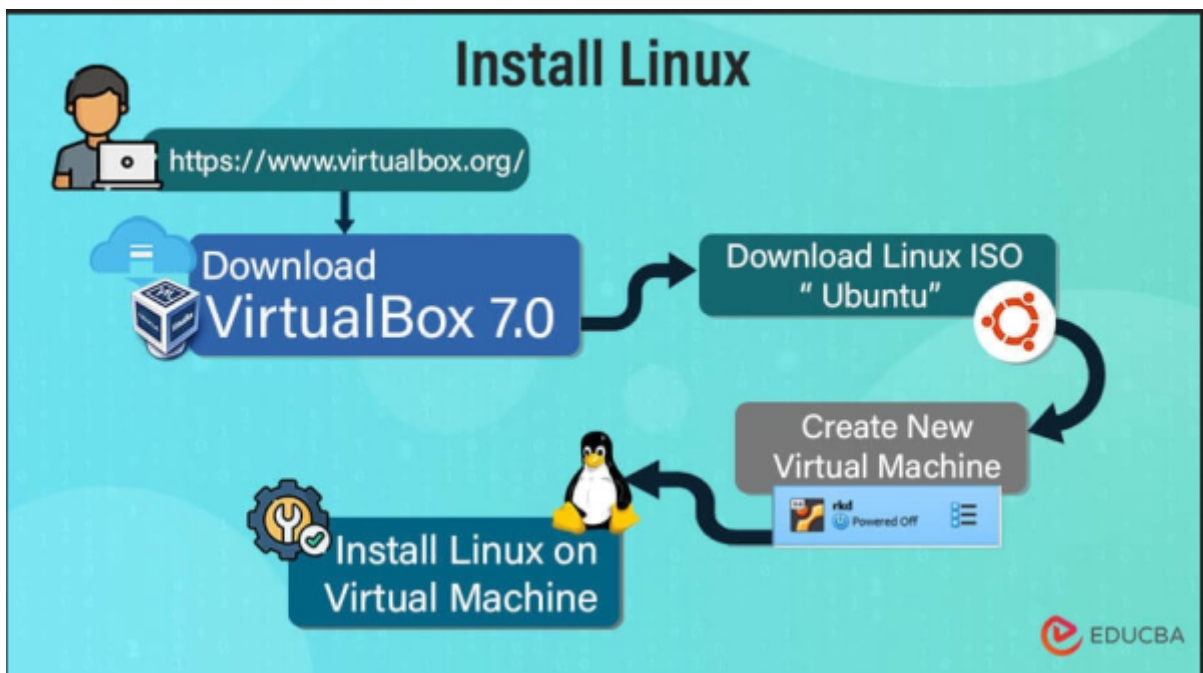 Install Linux
https://www.virtualbox.org/
Download
VirtualBox 7.0
Download Linux ISO
“ Ubuntu”
Create New
Virtual Machine
rkd
Powered Off
Install Linux on
Virtual Machine
EDUCBA